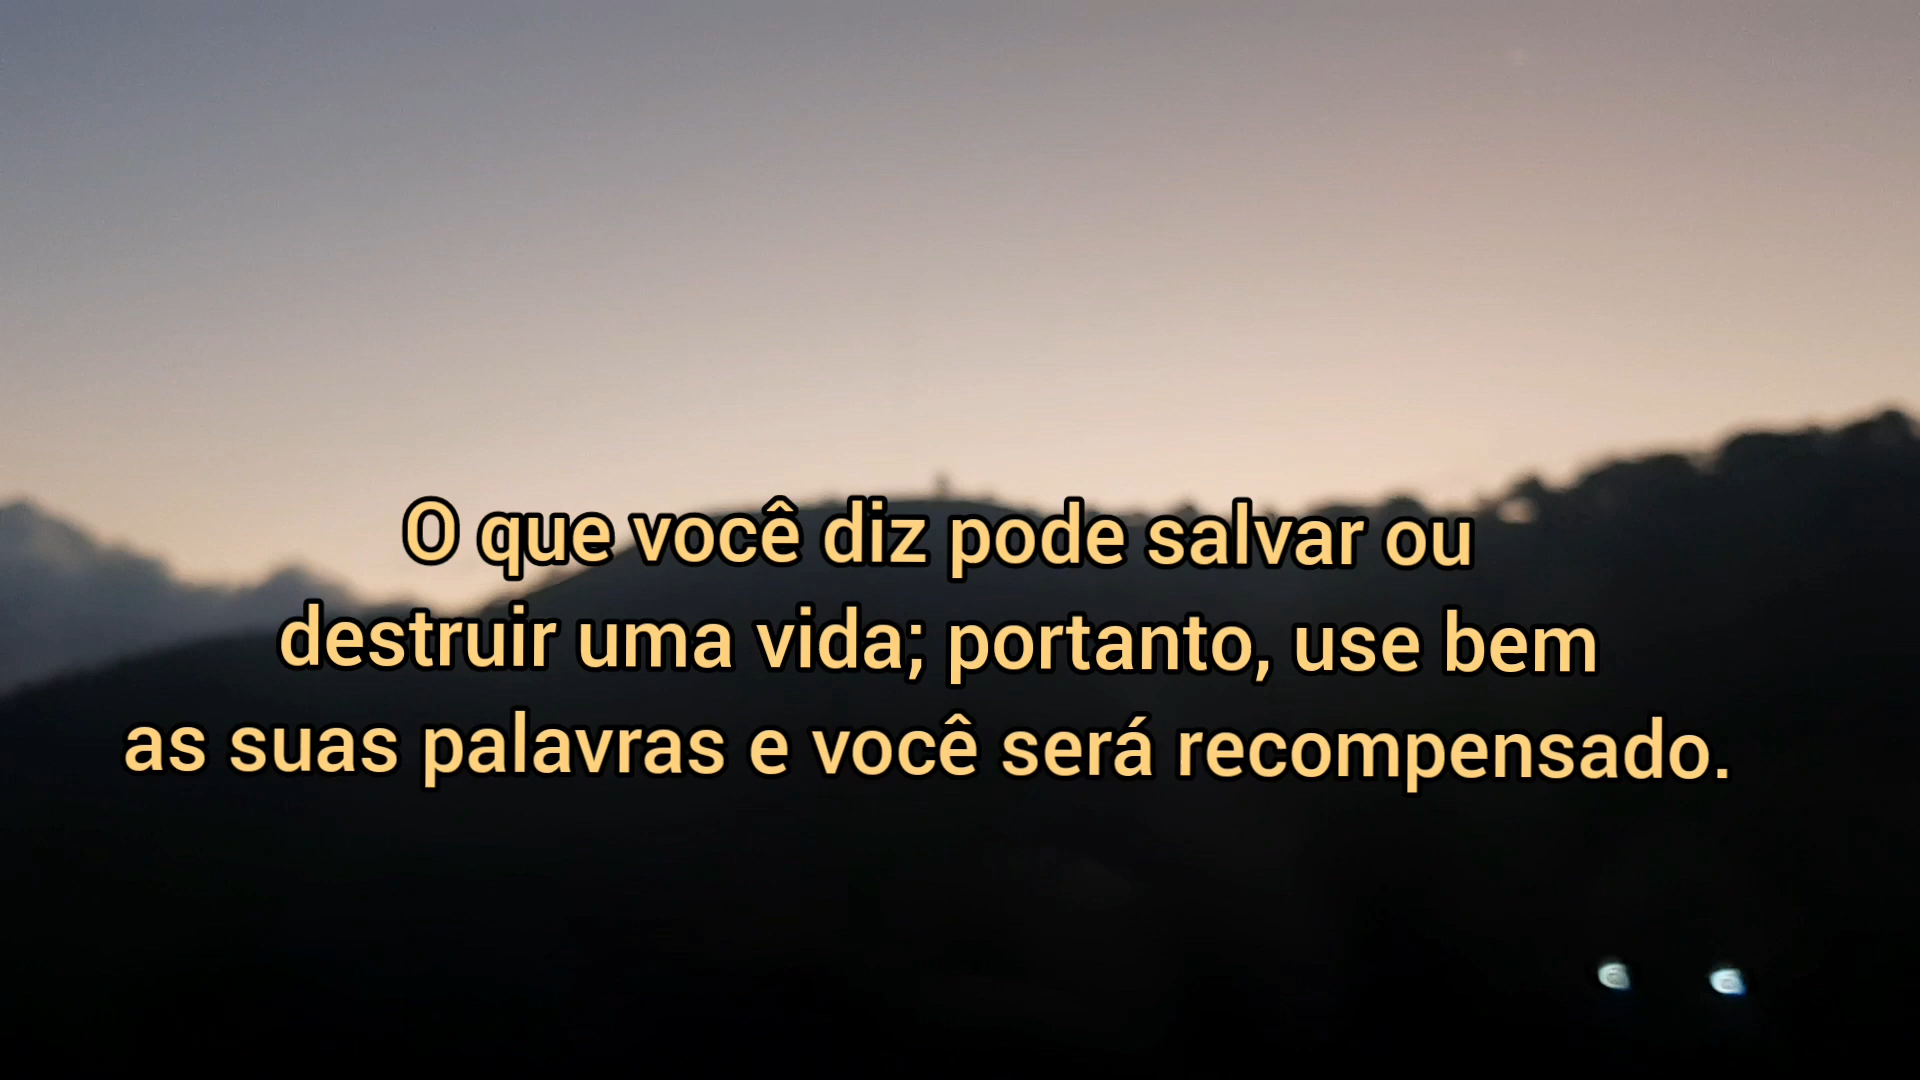 O que você diz pode salvar ou
destruir uma vida; portanto, use bem
as suas palavras e você será recompensado.